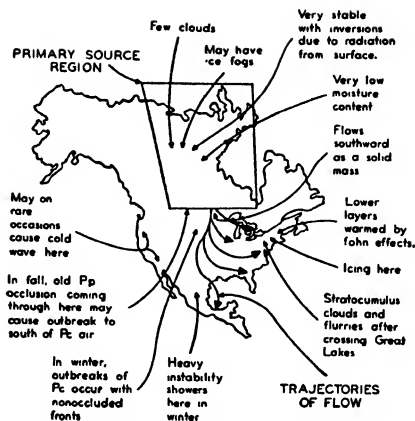 Few clouds
Very stable
with inversions
due to radiation
from surface.
PRIMARY SOURCE
REGION
May have
ice fogs
Very low
moisture
content
Flows
southward
as a solid
mass
May on
rare
occasions
cause cold
wave here
Lower
layers
warmed by
fohn effects.
Icing here
In fall, old Pp
occlusion coming
through here may
cause outbreak to
south of Pc air
Stratocumulus
clouds and
flurries after
crossing Great
Lakes
In winter,
outbreaks of
Pc occur with
nonoccluded
fronts
Heavy
instability
showers
here in
winter
TRAJECTORIES
OF FLOW